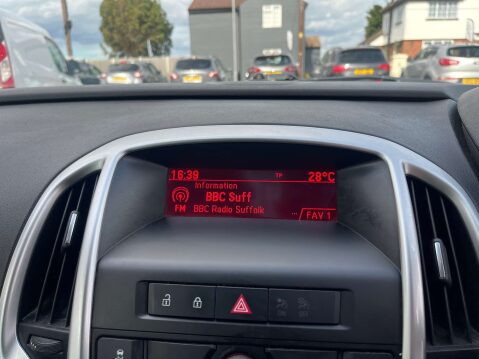 16:39 TP 28°C
Information
BBC Suff
FM BBC Radio Suffolk ... FAV 1